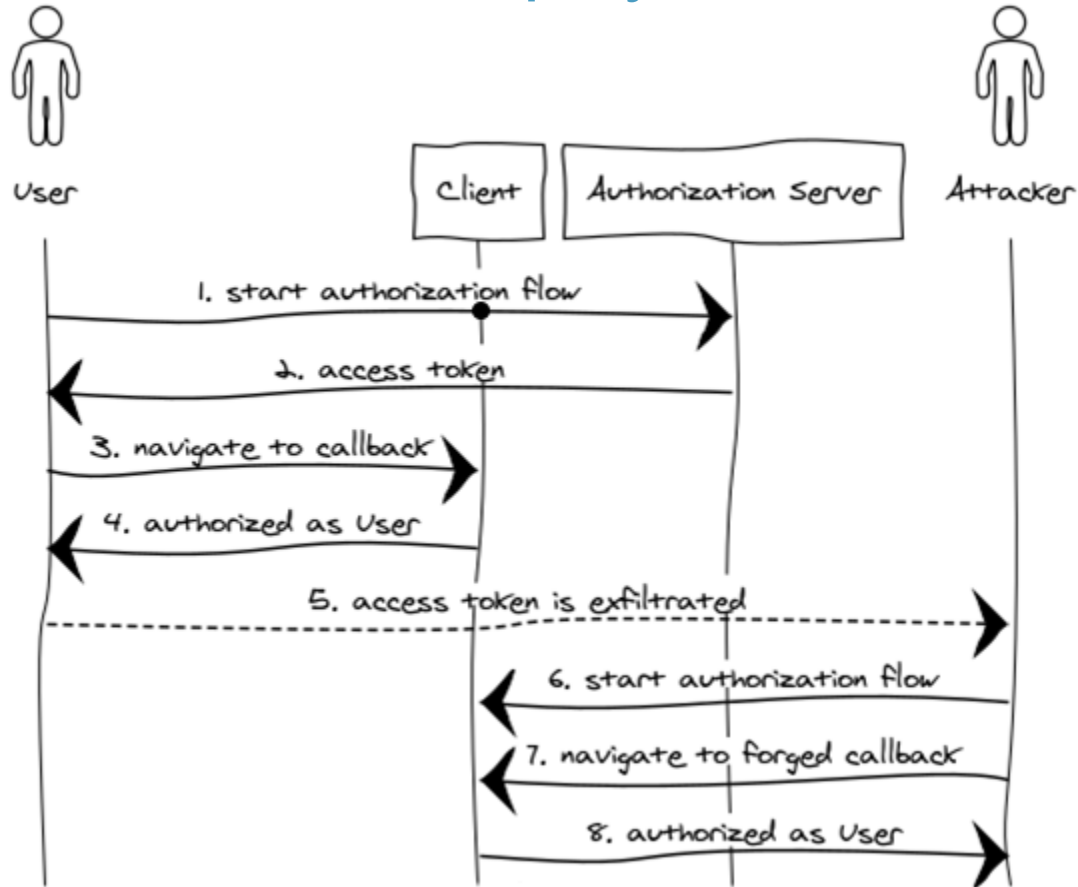 User
Client
Authorization Server
Attacker
1. start authorization flow
2. access token
3. navigate to callback
4. authorized as User
5. access token is exfiltrated
6. start authorization flow
7. navigate to forged callback
8. authorized as User